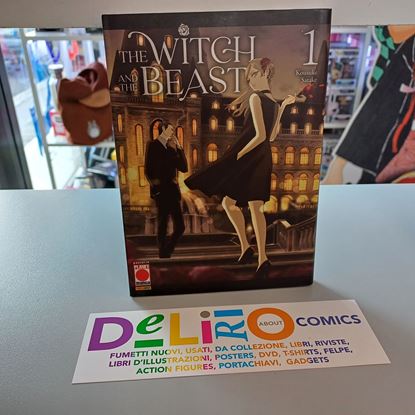 THE WITCH
AND THE BEAST
1
Kousuke
Satake
PLANET
MANGA
DeLiRiO ABOUT COMICS
FUMETTI NUOVI, USATI, DA COLLEZIONE, LIBRI, RIVISTE,
LIBRI D'ILLUSTRAZIONI, POSTERS, DVD, T-SHIRTS, FELPE,
ACTION FIGURES, PORTACHIAVI, GADGETS